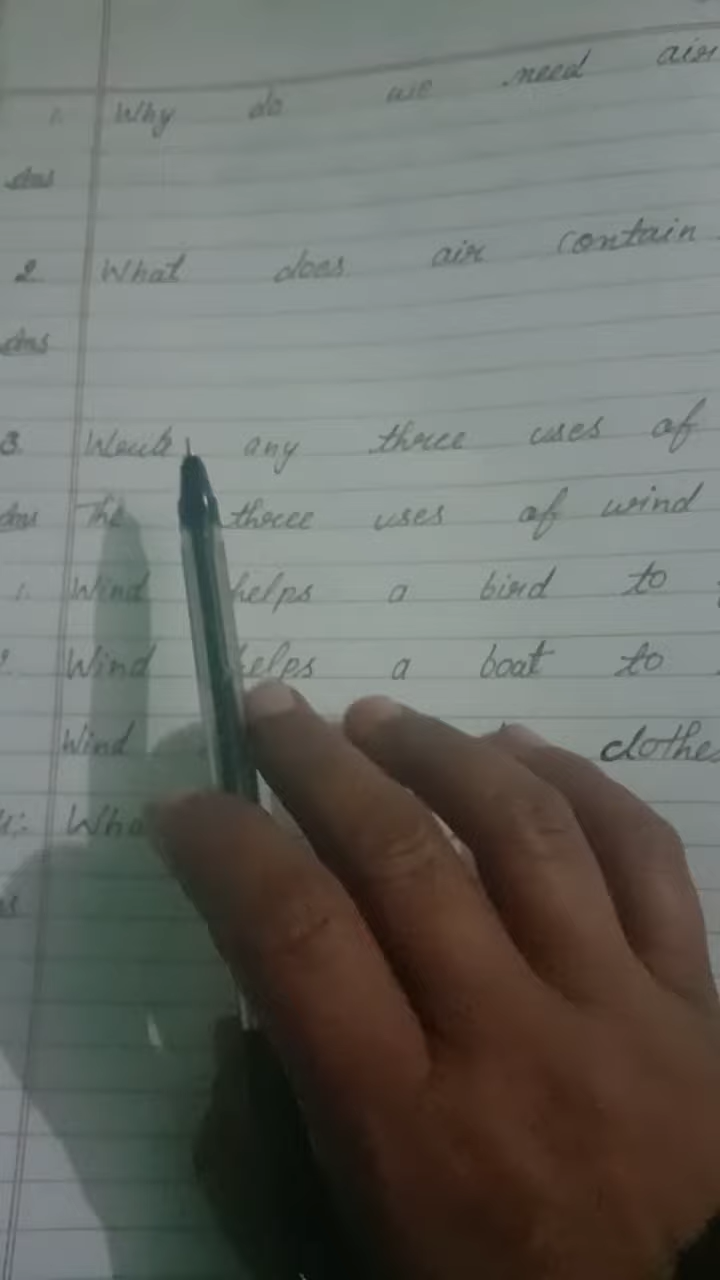 1. Why do we need air
Ans
2 What does air contain
Ans
3. Write any three uses of
Ans The three uses of wind
1. Wind helps a bird to
2. Wind helps a boat to
Wind clothes
4: